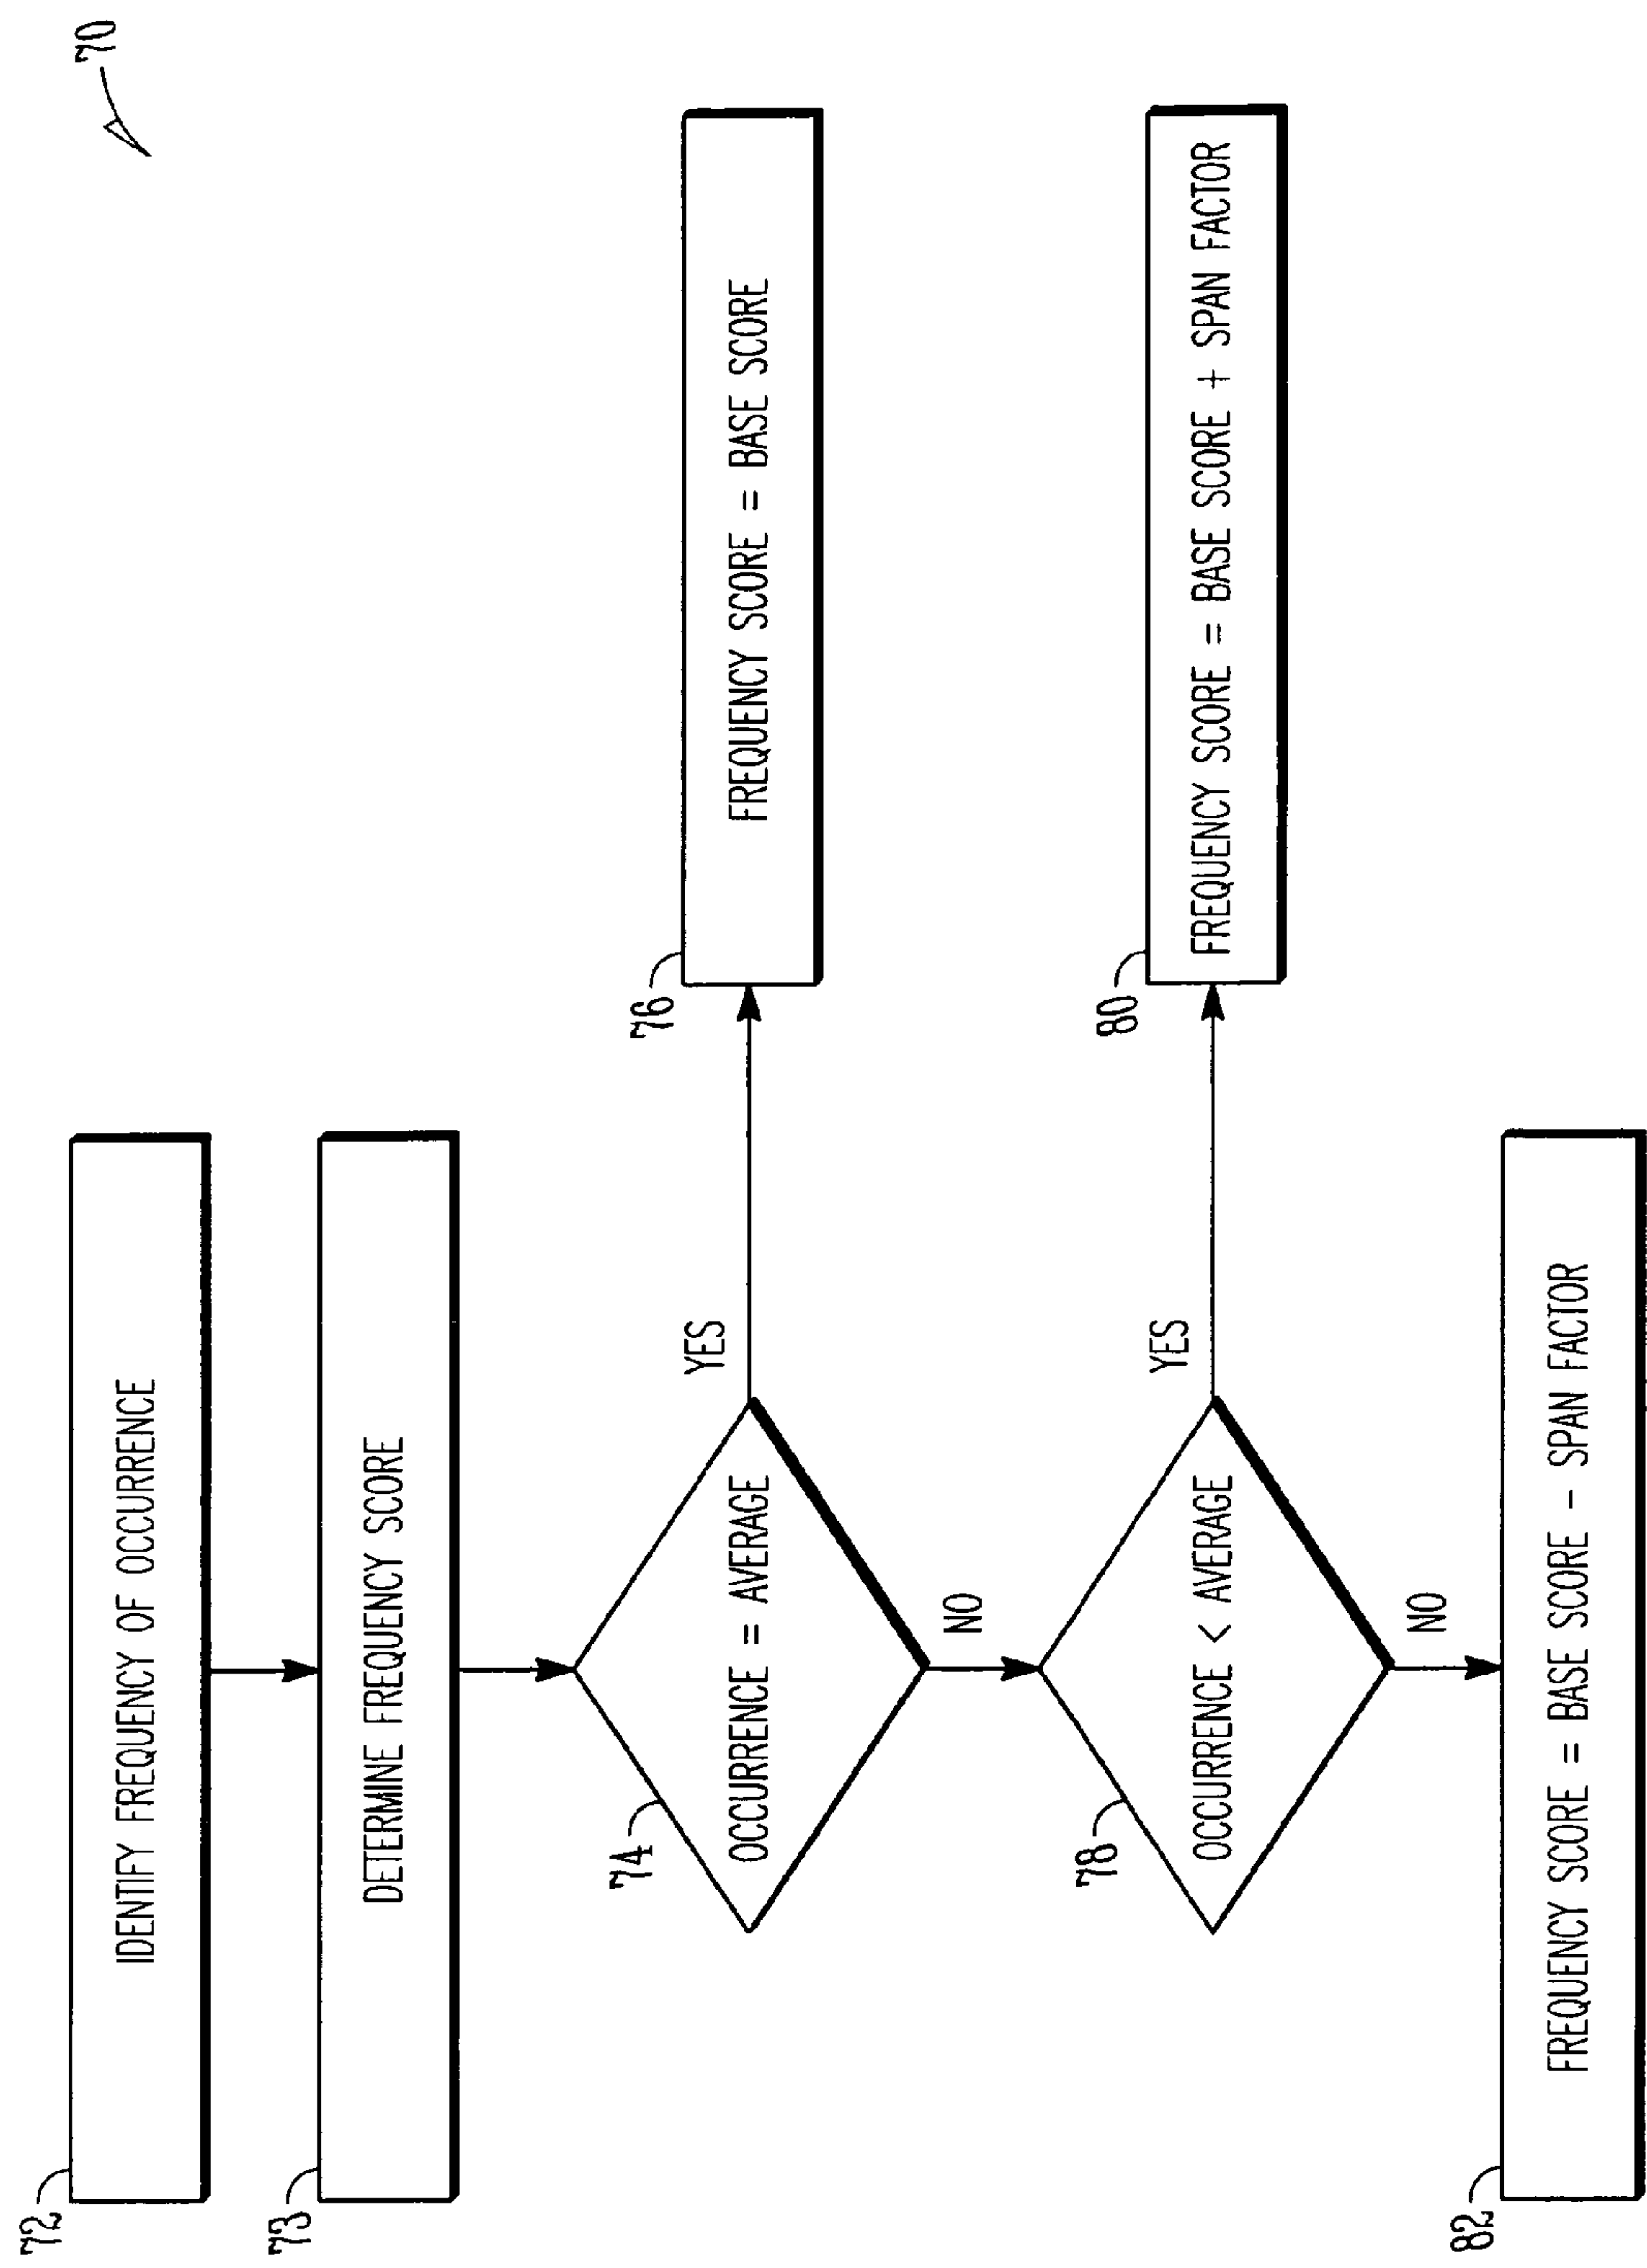 70
72
IDENTIFY FREQUENCY OF OCCURRENCE
73
DETERMINE FREQUENCY SCORE
74
OCCURRENCE = AVERAGE
YES
76
FREQUENCY SCORE = BASE SCORE
NO
78
OCCURRENCE < AVERAGE
YES
80
FREQUENCY SCORE = BASE SCORE + SPAN FACTOR
NO
82
FREQUENCY SCORE = BASE SCORE - SPAN FACTOR